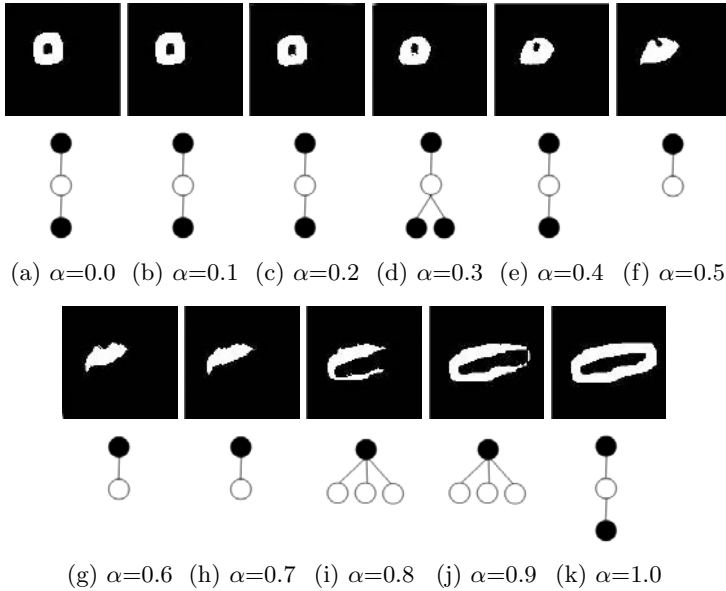 (a) α=0.0 (b) α=0.1 (c) α=0.2 (d) α=0.3 (e) α=0.4 (f) α=0.5
(g) α=0.6 (h) α=0.7 (i) α=0.8 (j) α=0.9 (k) α=1.0